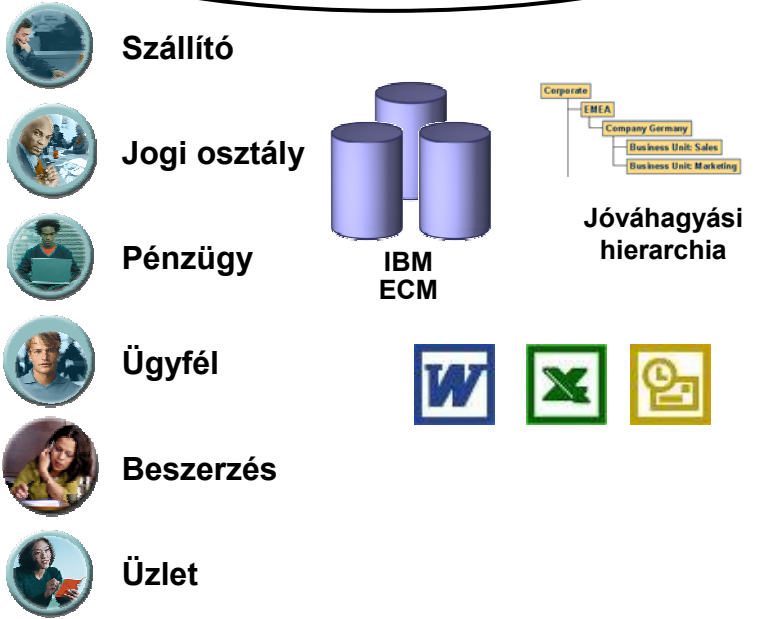 Szállító
Jogi osztály
Pénzügy
Ügyfél
Beszerzés
Üzlet
IBM
ECM
Corporate
EMEA
Company Germany
Business Unit: Sales
Business Unit: Marketing
Jóváhagyási
hierarchia
W
X